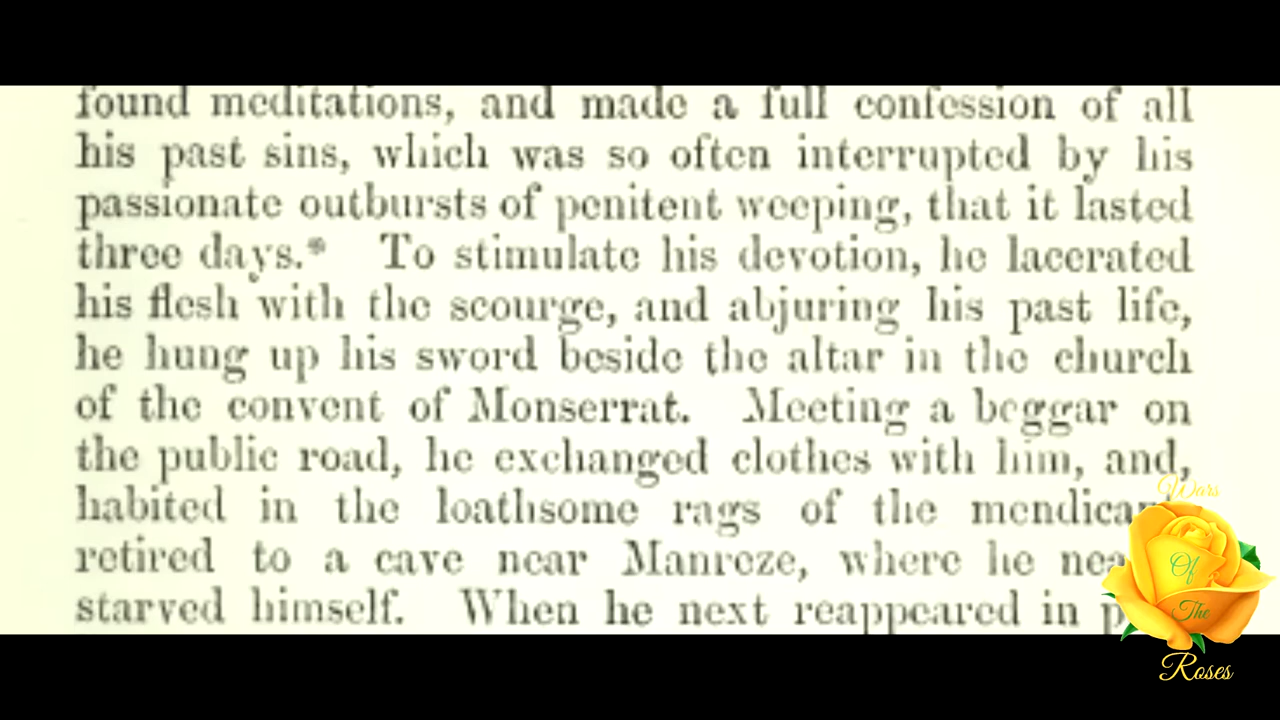 found meditations, and made a full confession of all
his past sins, which was so often interrupted by his
passionate outbursts of penitent weeping, that it lasted
three days.* To stimulate his devotion, he lacerated
his flesh with the scourge, and abjuring his past life,
he hung up his sword beside the altar in the church
of the convent of Monserrat. Meeting a beggar on
the public road, he exchanged clothes with him, and,
habited in the loathsome rags of the
retired to a cave near Manreze, where he
starved himself. When he next reappeared in
Wars
Of
The
Roses